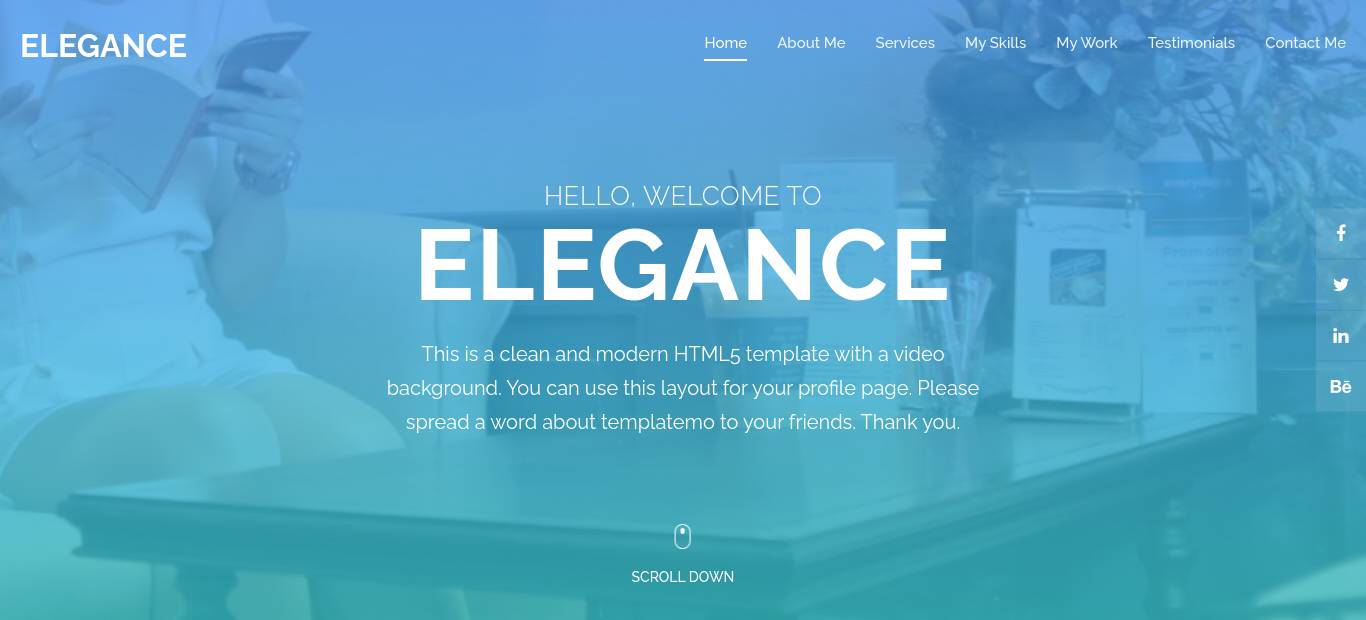 ELEGANCE
Home About Me Services My Skills My Work Testimonials Contact Me
HELLO, WELCOME TO
ELEGANCE
This is a clean and modern HTML5 template with a video
background. You can use this layout for your profile page. Please
spread a word about templatemo to your friends. Thank you.
SCROLL DOWN